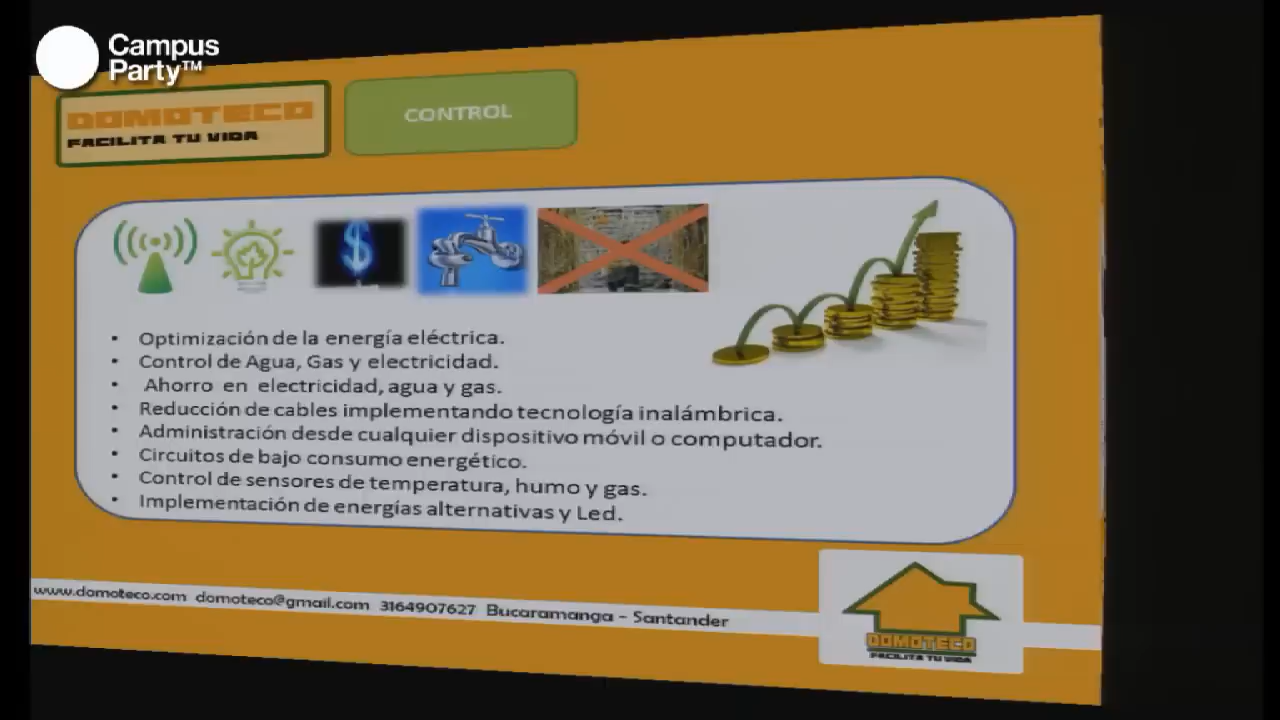 Campus
Party™
DOMOTECO
FACILITA TU VIDA
CONTROL
$
• Optimización de la energía eléctrica.
• Control de Agua, Gas y electricidad.
• Ahorro en electricidad, agua y gas.
• Reducción de cables implementando tecnología inalámbrica.
• Administración desde cualquier dispositivo móvil o computador.
• Circuitos de bajo consumo energético.
• Control de sensores de temperatura, humo y gas.
• Implementación de energías alternativas y Led.
www.domoteco.com domoteco@gmail.com 3164907627 Bucaramanga – Santander
DOMOTECO
FACILITA TU VIDA